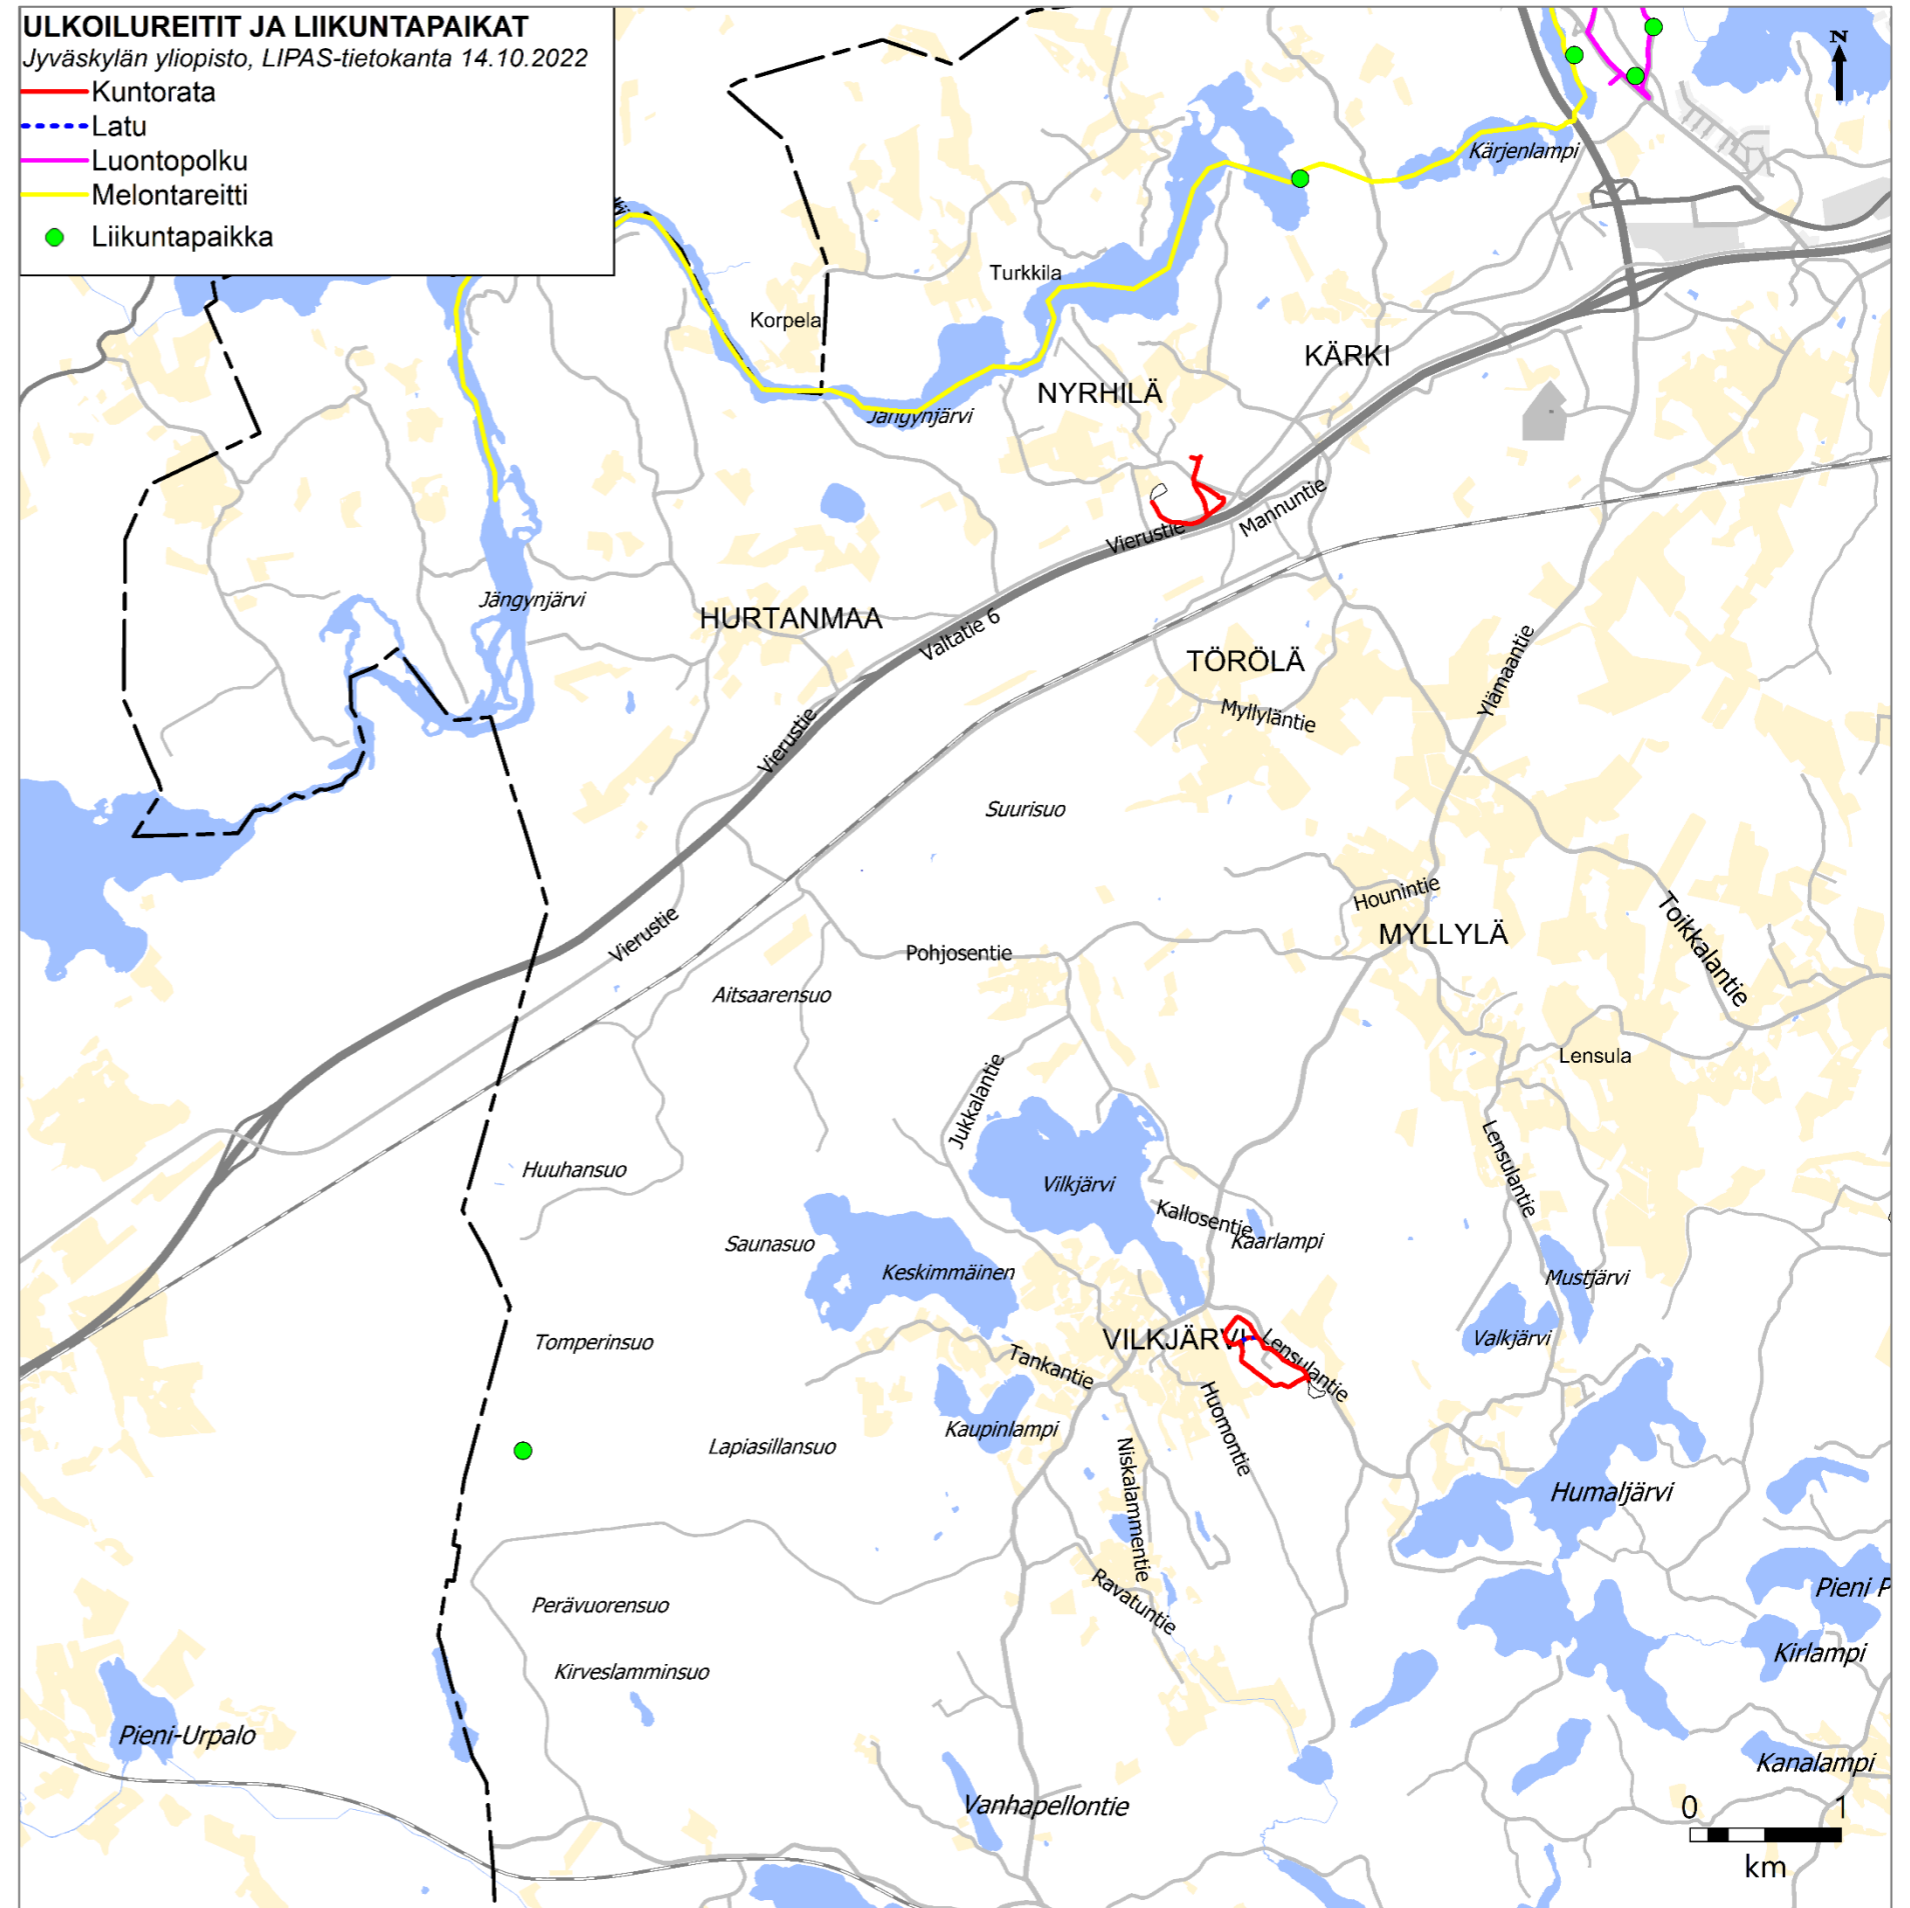 ULKOILUREITIT JA LIIKUNTAPAIKAT
Jyväskylän yliopisto, LIPAS-tietokanta 14.10.2022
Kuntorata
Latu
Luontopolku
Melontareitti
Liikuntapaikka
N
Kärjenlampi
Turkkila
Korpela
KÄRKI
NYRHILÄ
Jängynjärvi
Vierustie
Mannuntie
Jängynjärvi
HURTANMAA
Valtatie 6
TÖRÖLÄ
Ylämaantie
Myllyläntie
Vierustie
Suurisuo
Hounintie
Toikkalantie
MYLLYLÄ
Vierustie
Pohjosentie
Aitsaarensuo
Lensula
Jukkalantie
Lensulantie
Huuhansuo
Vilkjärvi
Kallosentie
Kaarlampi
Saunasuo
Keskimmäinen
Mustjärvi
Tomperinsuo
VILKJÄRVI
Lensulantie
Valkjärvi
Tankantie
Huomontie
Kaupinlampi
Lapiasillansuo
Niskalammentie
Humaljärvi
Pieni P
Perävuorensuo
Ravatuntie
Kirlampi
Kirveslamminsuo
Pieni-Urpalo
Kanalampi
Vanhapellontie
0 1
km